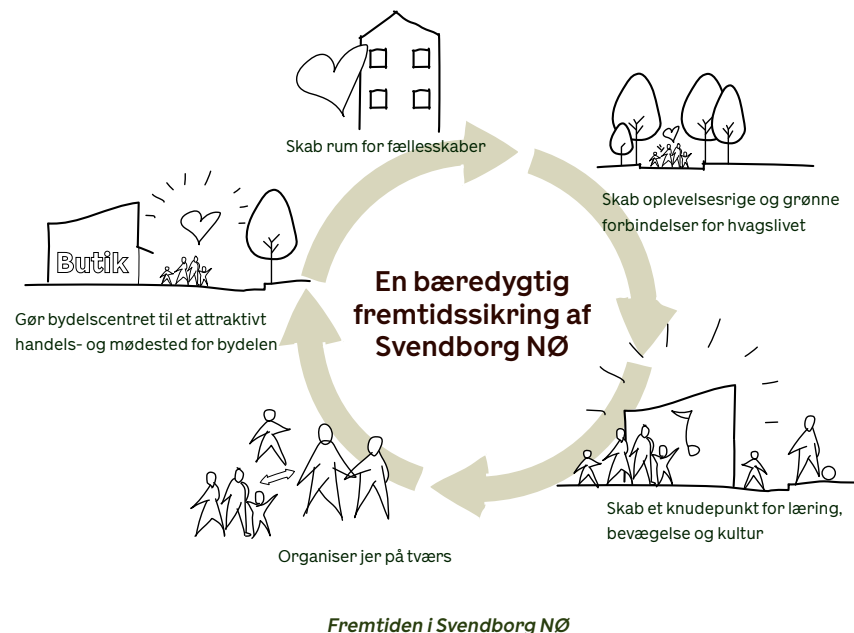 Skab rum for fællesskaber
Skab oplevelsesrige og grønne
forbindelser for hvagslivet
Butik
En bæredygtig
fremtidssikring af
Svendborg NØ
Gør bydelscentret til et attraktivt
handels- og mødested for bydelen
Skab et knudepunkt for læring,
bevægelse og kultur
Organiser jer på tværs
Fremtiden i Svendborg NØ